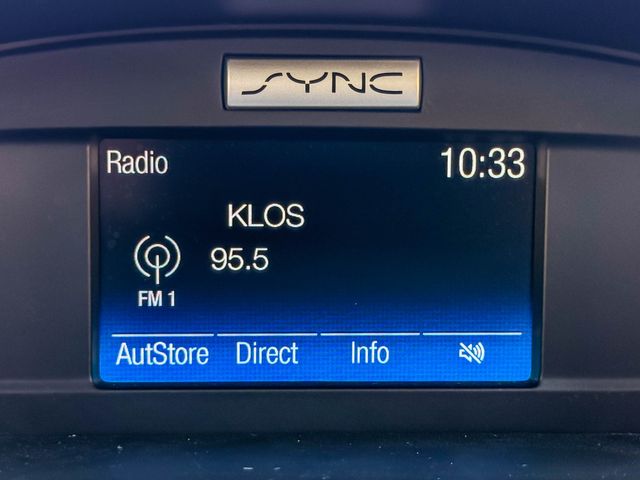 SYNC
Radio 10:33
KLOS
95.5
FM 1
AutStore Direct Info